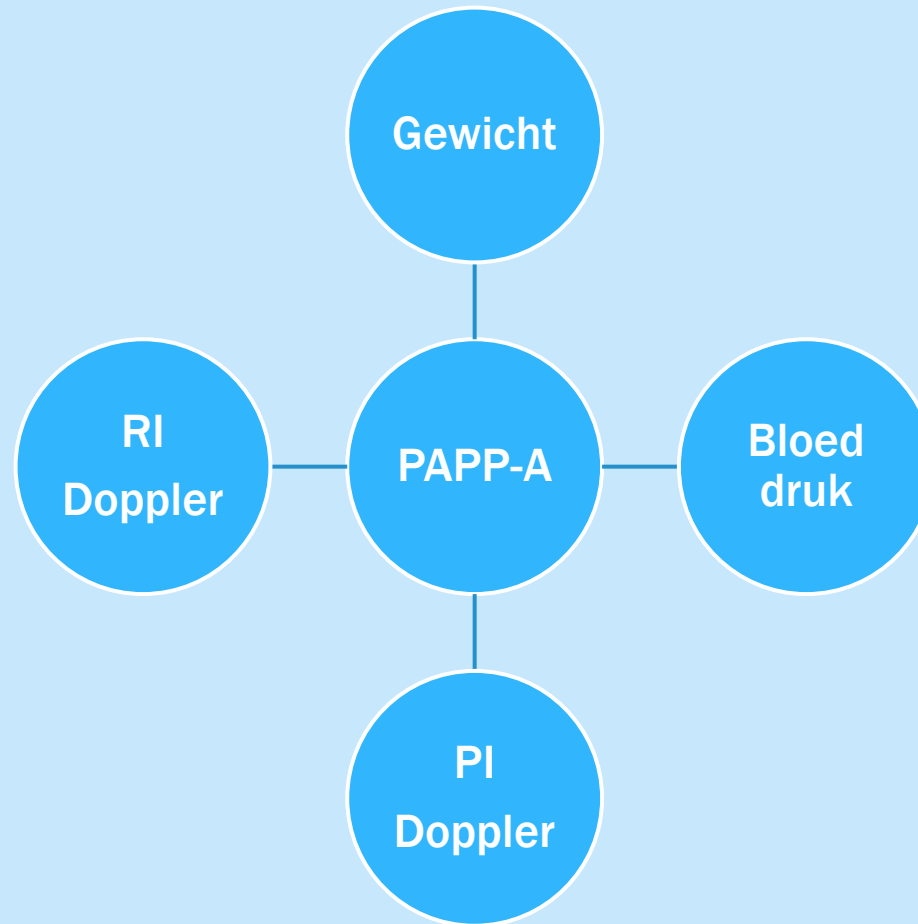 Gewicht
RI
Doppler
PAPP-A
Bloed
druk
PI
Doppler